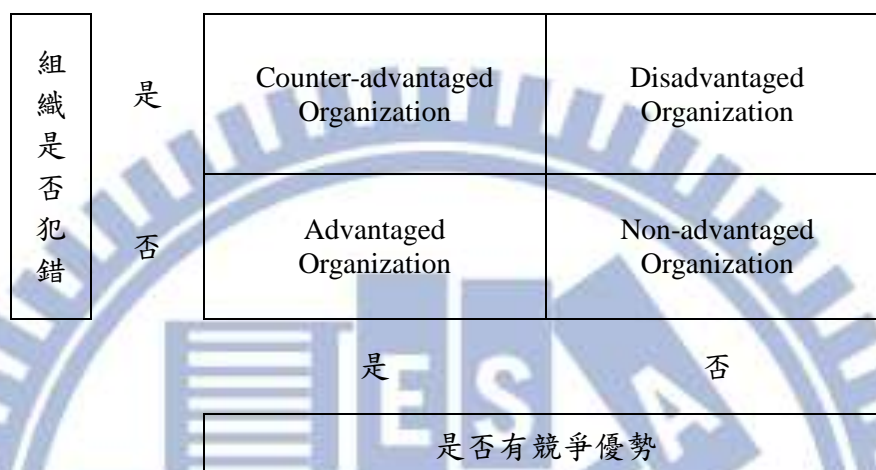 組織是否犯錯
是
Counter-advantaged
Organization
Disadvantaged
Organization
否
Advantaged
Organization
Non-advantaged
Organization
是
否
是否有競爭優勢
ESA